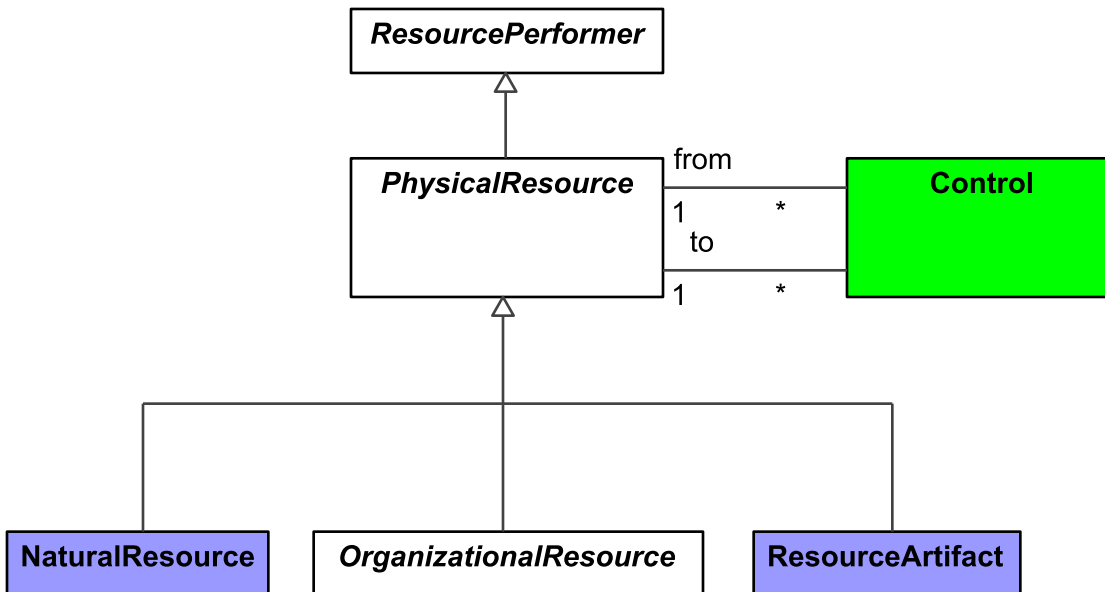 ResourcePerformer
from
PhysicalResource
Control
1 *
to
1 *
NaturalResource
OrganizationalResource
ResourceArtifact